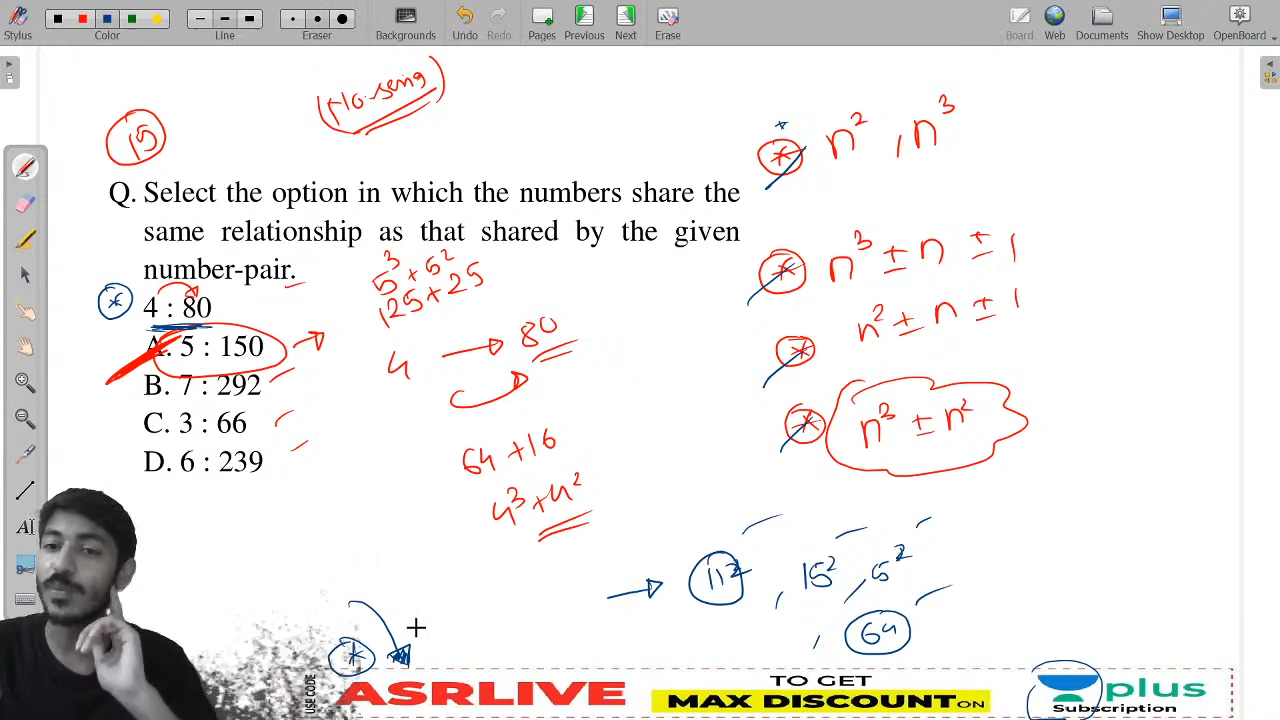 Stylus Color Line Eraser Backgrounds Undo Redo Pages Previous Next Erase Board Web Documents Show Desktop OpenBoard
15
Q. Select the option in which the numbers share the
same relationship as that shared by the given
number-pair.
4 : 80
A. 5 : 150
B. 7 : 292
C. 3 : 66
D. 6 : 239
5³ + 5²
125 + 25
4 → 80
64 + 16
4³ + 4²
* n² , n³
* n³ ± n ± 1
* n² ± n ± 1
* n³ ± n²
→ 112 , 15² , 5²
, 64
*
USE CODE
ASRLIVE
TO GET
MAX DISCOUNT ON
plus
Subscription